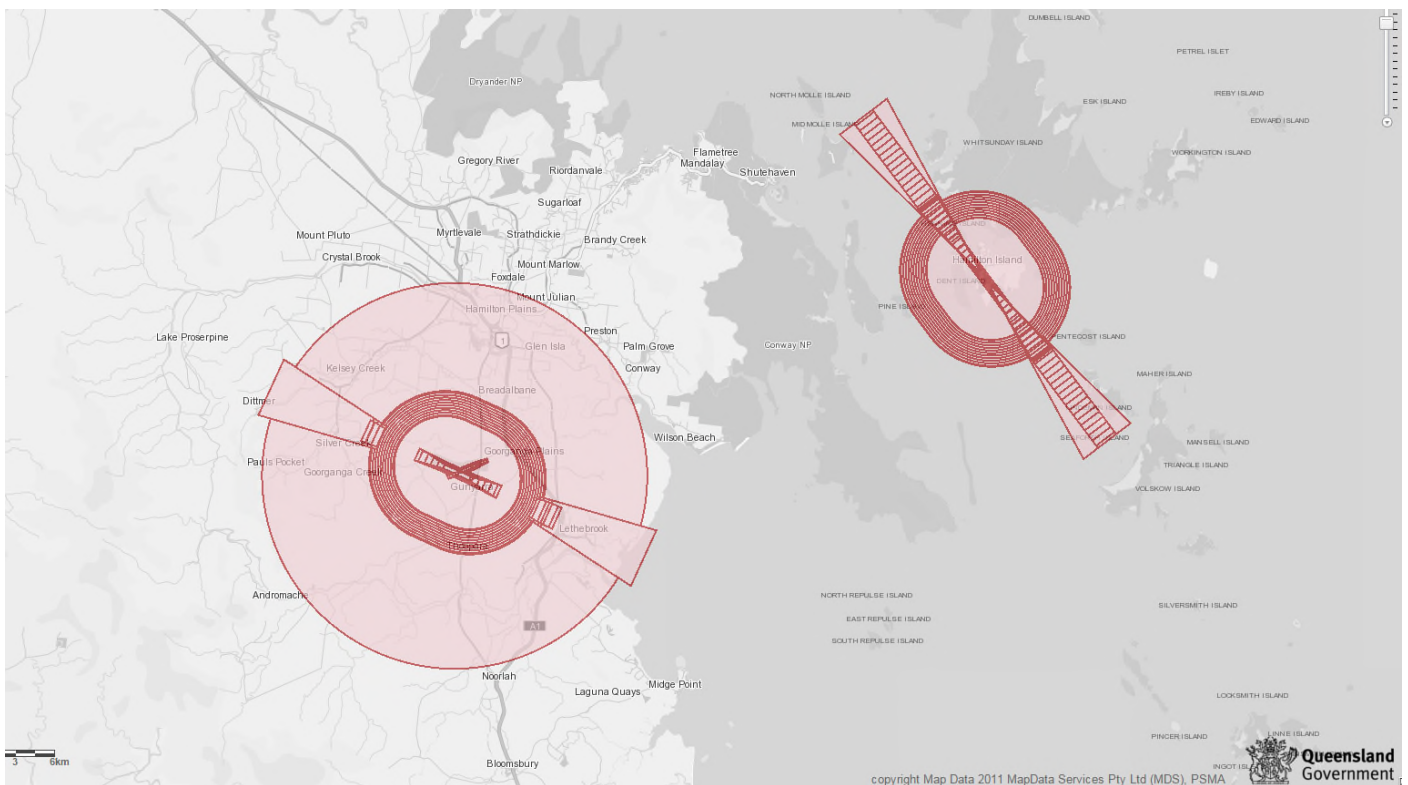 DUMBELL ISLAND
PETREL ISLET
Dryander NP
NORTH MOLLE ISLAND
IREBY ISLAND
ESK ISLAND
MID MOLLE ISLAND
EDWARD ISLAND
WHITSUNDAY ISLAND
Flametree
WORKINGTON ISLAND
Gregory River
Mandalay
Riordanvale
Shutehaven
Sugarloaf
ISLAND
Mount Pluto
Myrtlevale
Strathdickie
Brandy Creek
Crystal Brook
Hamilton Island
Mount Marlow
Foxdale
DENT ISLAND
Mount Julian
Hamilton Plains
PINE ISLAND
Preston
Lake Proserpine
1
PENTECOST ISLAND
Glen Isla
Palm Grove
Conway NP
Kelsey Creek
Conway
MAHER ISLAND
Breadalbane
Dittmer
ISLAND
Wilson Beach
ISLAND
Silver Creek
MANSELL ISLAND
Goorganga Plains
Pauls Pocket
TRIANGLE ISLAND
Goorganga Creek
VOLSKOW ISLAND
Lethebrook
Thoopara
Andromache
NORTH REPULSE ISLAND
SILVERSMITH ISLAND
EAST REPULSE ISLAND
A1
SOUTH REPULSE ISLAND
Noorlah
Midge Point
Laguna Quays
LOCKSMITH ISLAND
LINNE ISLAND
PINCER ISLAND
3 6km
Bloomsbury
INGOT
Queensland
Government
copyright Map Data 2011 MapData Services Pty Ltd (MDS), PSMA